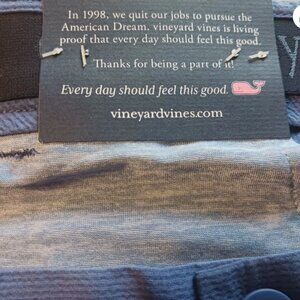 In 1998, we quit our jobs to pursue the
American Dream. vineyard vines is living
proof that every day should feel this good.
Thanks for being a part of it!
Every day should feel this good.
vineyardvines.com